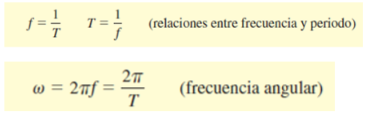 f = 1/T   T = 1/f   (relaciones entre frecuencia y periodo)
ω = 2πf = 2π/T   (frecuencia angular)